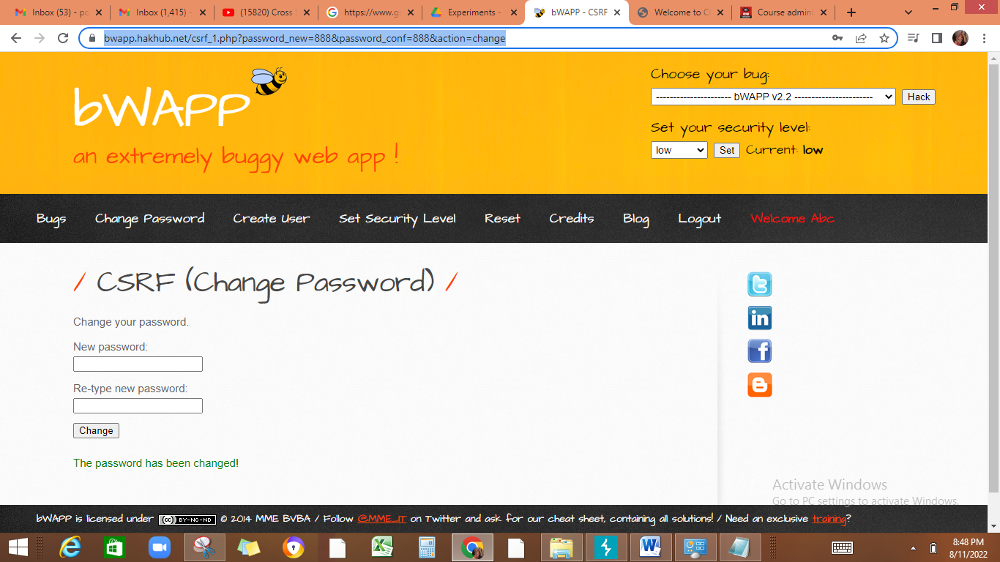 Inbox (53) - po
Inbox (1,415) -
(15820) Cross S
https://www.go
Experiments -
bWAPP - CSRF
Welcome to C
Course admini
bwapp.hakhub.net/csrf_1.php?password_new=888&password_conf=888&action=change
bWAPP
an extremely buggy web app !
Choose your bug:
---------------------- bWAPP v2.2 -----------------------
Hack
Set your security level:
low
Set
Current: low
Bugs
Change Password
Create User
Set Security Level
Reset
Credits
Blog
Logout
Welcome Abc
/ CSRF (Change Password) /
Change your password.
New password:
Re-type new password:
Change
The password has been changed!
Activate Windows
Go to PC settings to activate Windows.
bWAPP is licensed under (cc) BY-NC-ND © 2014 MME BVBA / Follow @MME_IT on Twitter and ask for our cheat sheet, containing all solutions! / Need an exclusive training?
8:48 PM
8/11/2022